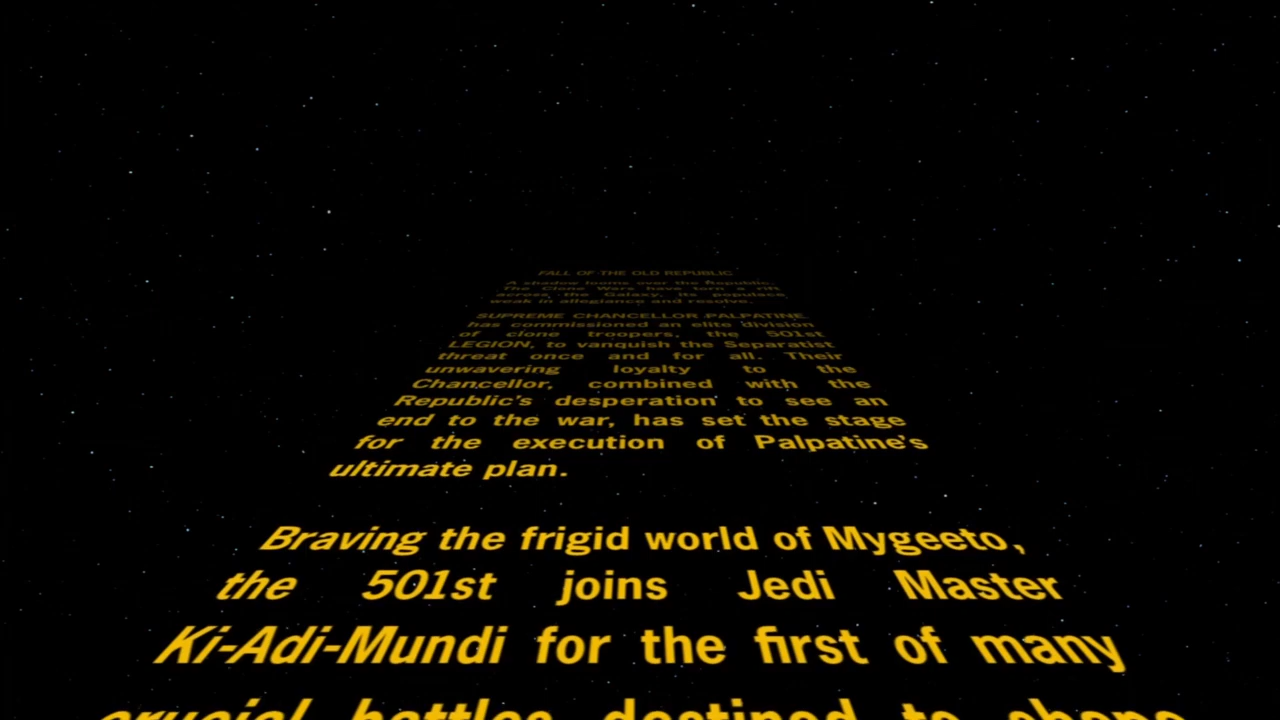 FALL OF THE OLD REPUBLIC
A shadow looms over the Republic.
The Clone Wars have torn a rift
across the Galaxy, its populace
weak in allegiance and resolve.
SUPREME CHANCELLOR PALPATINE
has commissioned an elite division
of clone troopers, the 501st
LEGION, to vanquish the Separatist
threat once and for all. Their
unwavering loyalty to the
Chancellor, combined with the
Republic's desperation to see an
end to the war, has set the stage
for the execution of Palpatine's
ultimate plan.
Braving the frigid world of Mygeeto,
the 501st joins Jedi Master
Ki-Adi-Mundi for the first of many
crucial battles destined to shape